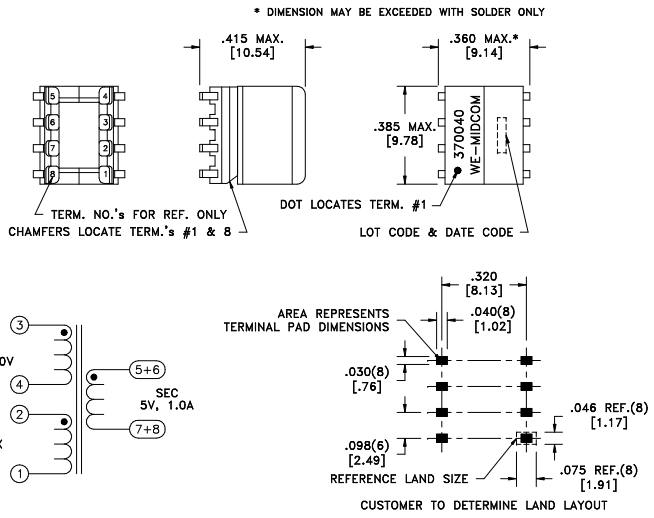 * DIMENSION MAY BE EXCEEDED WITH SOLDER ONLY
.415 MAX.
[10.54]
.360 MAX.*
[9.14]
5
4
6
3
7
2
8
1
.385 MAX.
[9.78]
370040
WE-MIDCOM
TERM. NO.'s FOR REF. ONLY
CHAMFERS LOCATE TERM.'s #1 & 8
DOT LOCATES TERM. #1
LOT CODE & DATE CODE
3
0V
4
2
X
1
5+6
SEC
5V, 1.0A
7+8
.320
[8.13]
AREA REPRESENTS
TERMINAL PAD DIMENSIONS
.040(8)
[1.02]
.030(8)
[.76]
.098(6)
[2.49]
.046 REF.(8)
[1.17]
REFERENCE LAND SIZE
.075 REF.(8)
[1.91]
CUSTOMER TO DETERMINE LAND LAYOUT